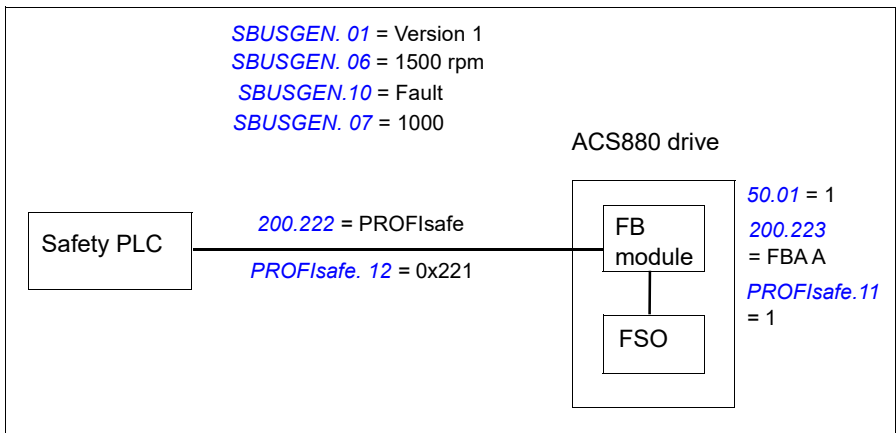 SBUSGEN. 01 = Version 1
SBUSGEN. 06 = 1500 rpm
SBUSGEN.10 = Fault
SBUSGEN. 07 = 1000
ACS880 drive
Safety PLC
200.222 = PROFIsafe
PROFIsafe. 12 = 0x221
FB
module
FSO
50.01 = 1
200.223
= FBA A
PROFIsafe.11
= 1